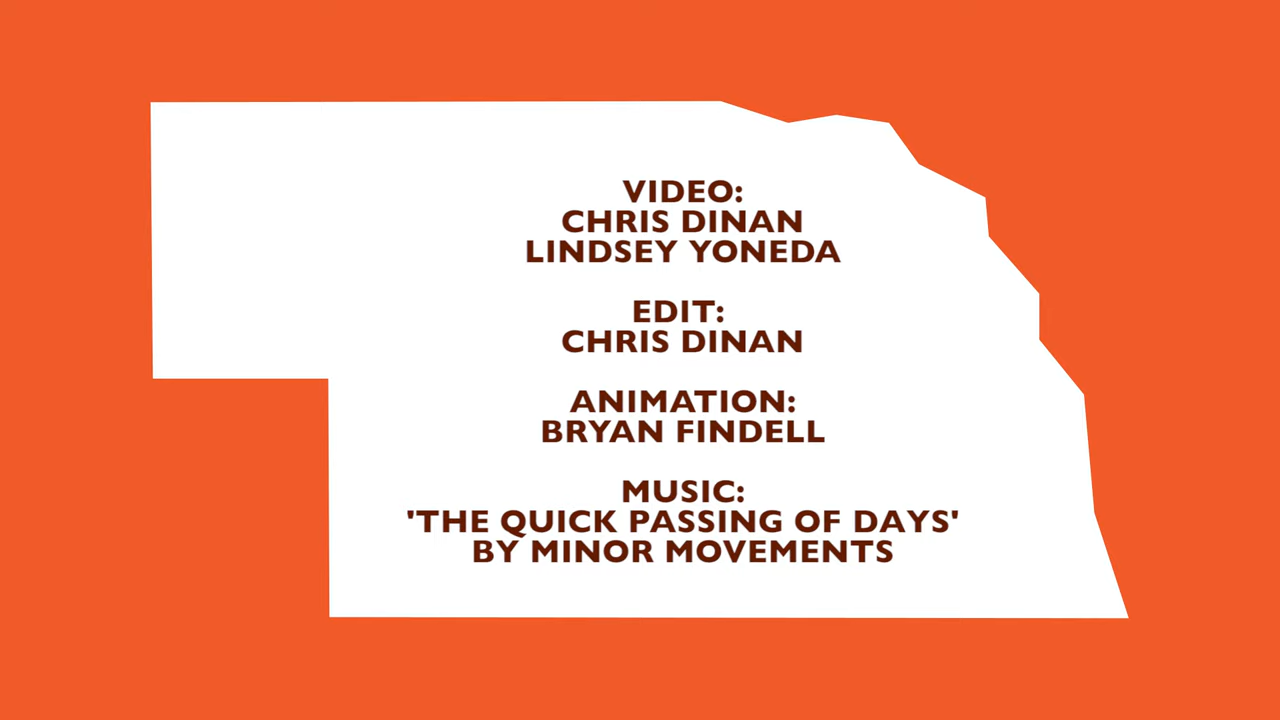 VIDEO:
CHRIS DINAN
LINDSEY YONEDA
EDIT:
CHRIS DINAN
ANIMATION:
BRYAN FINDELL
MUSIC:
'THE QUICK PASSING OF DAYS'
BY MINOR MOVEMENTS